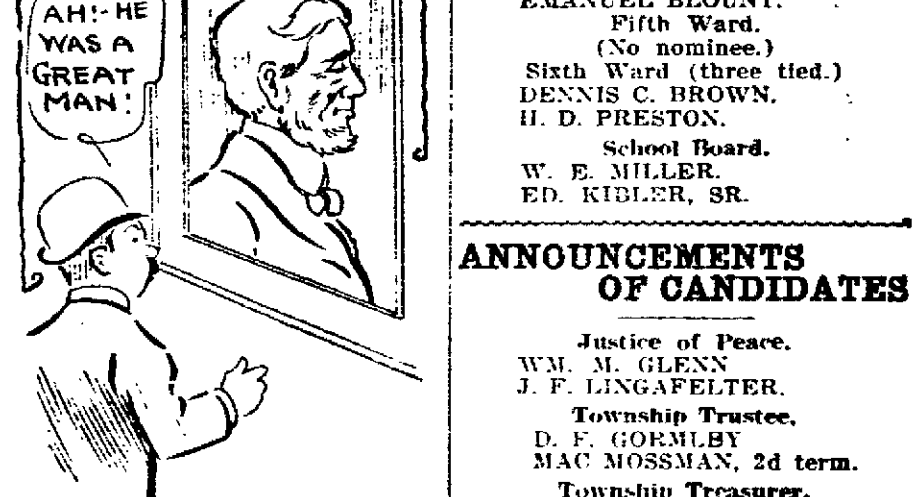 AH!- HE
WAS A
GREAT
MAN!
EMANUEL BLOUNT.
Fifth Ward.
(No nominee.)
Sixth Ward (three tied.)
DENNIS C. BROWN.
H. D. PRESTON.
School Board.
W. E. MILLER.
ED. KIBLER, SR.
ANNOUNCEMENTS
OF CANDIDATES
Justice of Peace.
WM. M. GLENN
J. F. LINGAFELTER.
Township Trustee.
D. F. GORMLBY
MAC MOSSMAN, 2d term.
Township Treasurer.